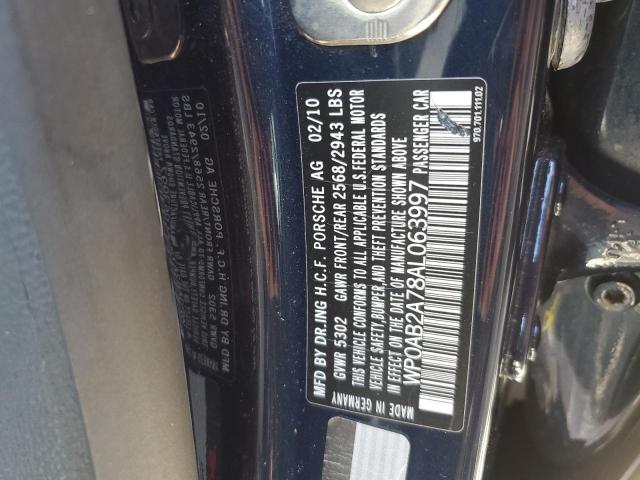 MFD BY DR.ING H.C.F. PORSCHE AG 02/10
GVWR 5302 GAWR FRONT/REAR 2568/2943 LBS
THIS VEHICLE CONFORMS TO ALL APPLICABLE U.S.FEDERAL MOTOR
VEHICLE SAFETY,BUMPER,AND THEFT PREVENTION STANDARDS
IN EFFECT ON THE DATE OF MANUFACTURE SHOWN ABOVE
WP0AB2A78AL063997 PASSENGER CAR
MADE IN GERMANY
970.701.111.02